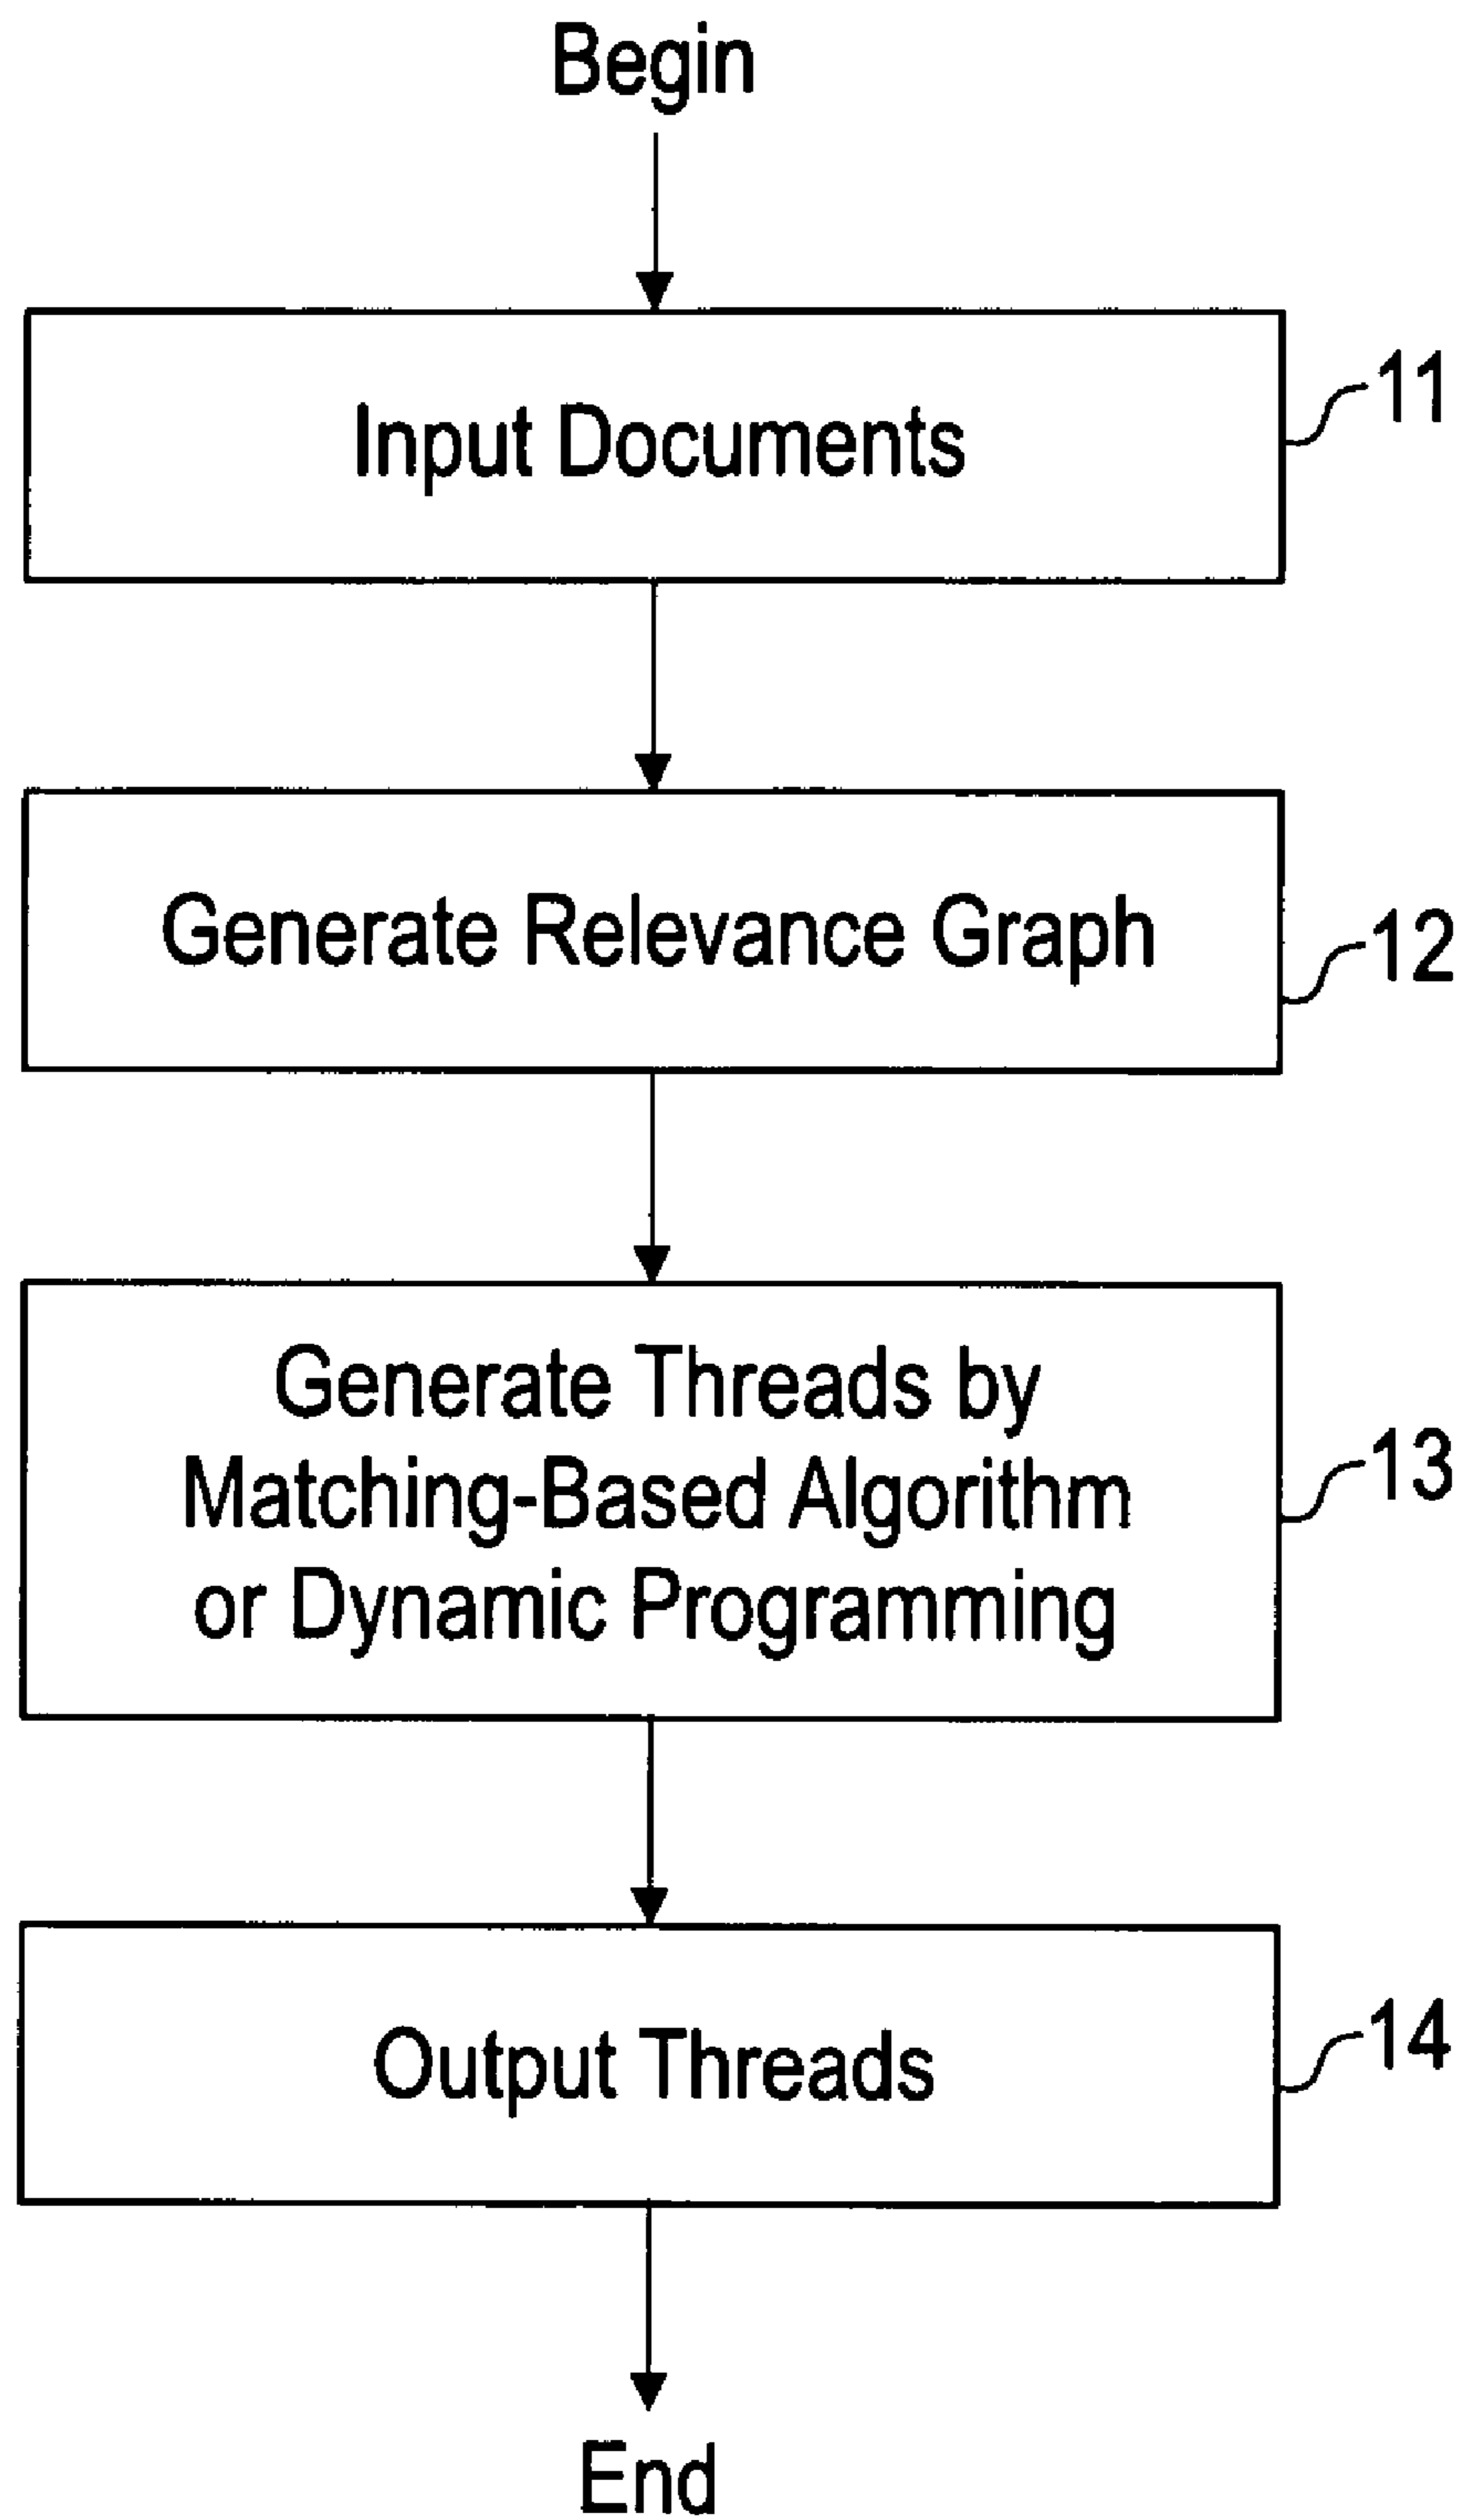 Begin
Input Documents
11
Generate Relevance Graph
12
Generate Threads by
Matching-Based Algorithm
or Dynamic Programming
13
Output Threads
14
End